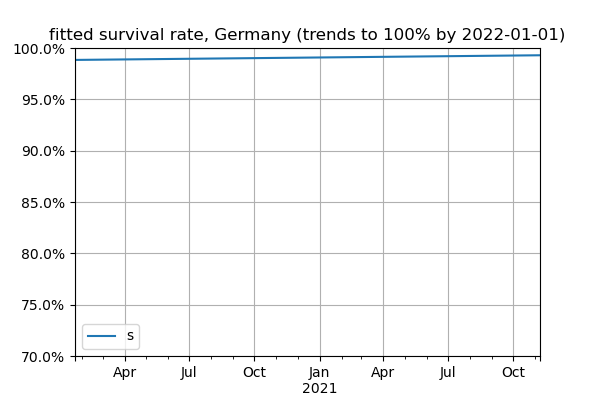 fitted survival rate, Germany (trends to 100% by 2022-01-01)
100.0%
95.0%
90.0%
85.0%
80.0%
75.0%
70.0%
s
Apr Jul Oct Jan Apr Jul Oct
2021